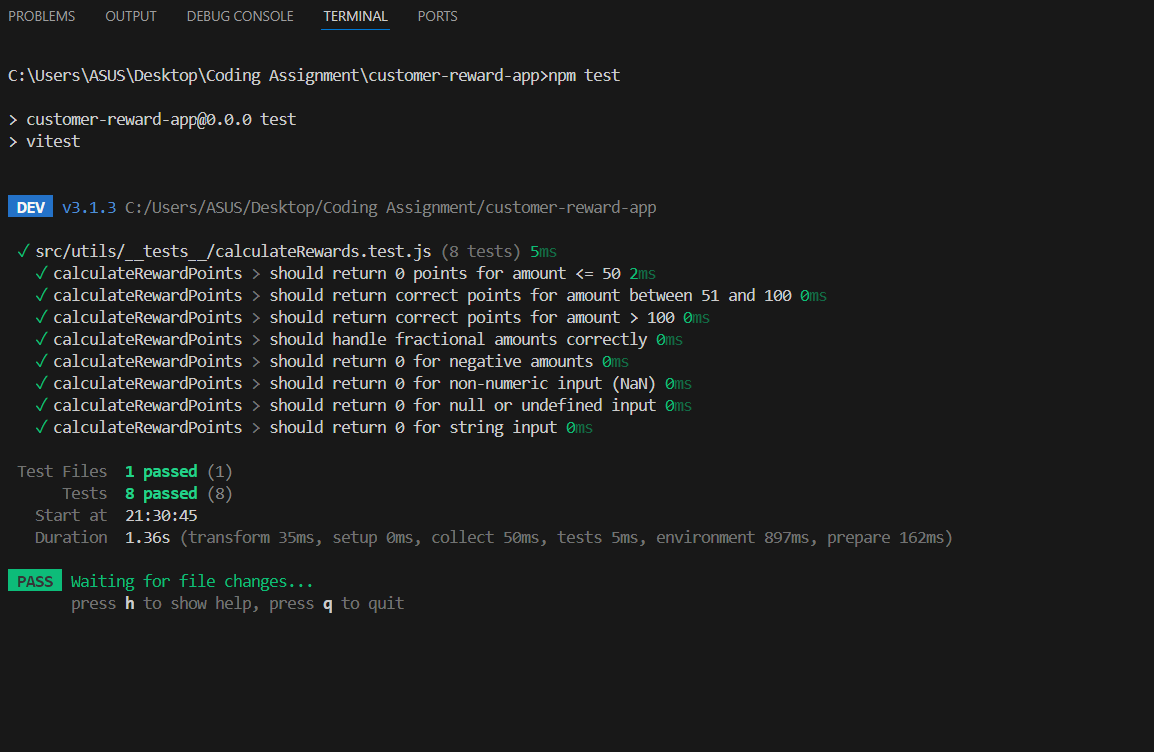 PROBLEMS OUTPUT DEBUG CONSOLE TERMINAL PORTS
C:\Users\ASUS\Desktop\Coding Assignment\customer-reward-app>npm test
> customer-reward-app@0.0.0 test
> vitest
DEV v3.1.3 C:/Users/ASUS/Desktop/Coding Assignment/customer-reward-app
✓ src/utils/__tests__/calculateRewards.test.js (8 tests) 5ms
✓ calculateRewardPoints > should return 0 points for amount <= 50 2ms
✓ calculateRewardPoints > should return correct points for amount between 51 and 100 0ms
✓ calculateRewardPoints > should return correct points for amount > 100 0ms
✓ calculateRewardPoints > should handle fractional amounts correctly 0ms
✓ calculateRewardPoints > should return 0 for negative amounts 0ms
✓ calculateRewardPoints > should return 0 for non-numeric input (NaN) 0ms
✓ calculateRewardPoints > should return 0 for null or undefined input 0ms
✓ calculateRewardPoints > should return 0 for string input 0ms
Test Files 1 passed (1)
Tests 8 passed (8)
Start at 21:30:45
Duration 1.36s (transform 35ms, setup 0ms, collect 50ms, tests 5ms, environment 897ms, prepare 162ms)
PASS Waiting for file changes...
press h to show help, press q to quit